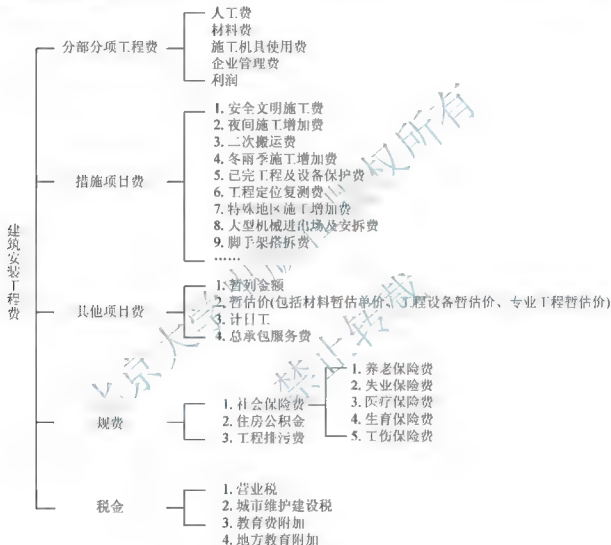 建筑安装工程费
分部分项工程费
人工费
材料费
施工机具使用费
企业管理费
利润
措施项目费
1. 安全文明施工费
2. 夜间施工增加费
3. 二次搬运费
4. 冬雨季施工增加费
5. 已完工程及设备保护费
6. 工程定位复测费
7. 特殊地区施工增加费
8. 大型机械进出场及安拆费
9. 脚手架搭拆费
……
其他项目费
1. 暂列金额
2. 暂估价(包括材料暂估单价、工程设备暂估价、专业工程暂估价)
3. 计日工
4. 总承包服务费
规费
1. 社会保险费
2. 住房公积金
3. 工程排污费
1. 养老保险费
2. 失业保险费
3. 医疗保险费
4. 生育保险费
5. 工伤保险费
税金
1. 营业税
2. 城市维护建设税
3. 教育费附加
4. 地方教育附加
禁止转载